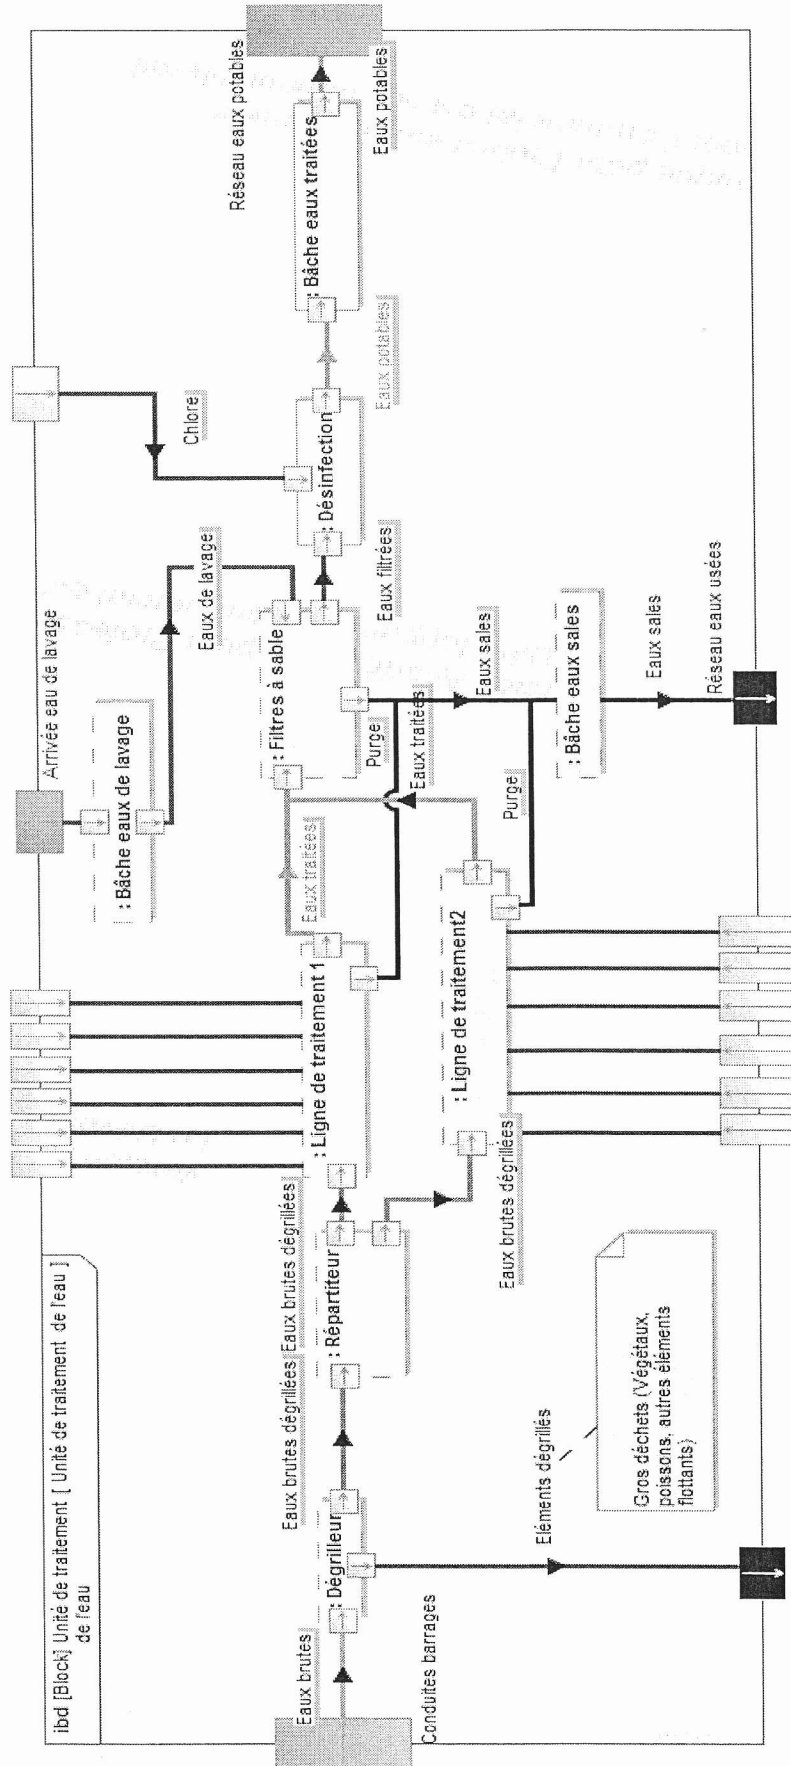 ibd [Block] Unité de traitement [ Unité de traitement de l'eau ]
de l'eau
Arrivée eau de lavage
Réseau eaux potables
: Bâche eaux de lavage
Eaux de lavage
Chlore
Eaux brutes
Eaux brutes dégrillées
Eaux brutes dégrillées
: Dégrilleur
: Répartiteur
: Ligne de traitement 1
Eaux traitées
: Filtres à sable
: Désinfection
: Bâche eaux traitées
Conduites barrages
Purge
Eaux filtrées
Eaux potables
Eaux potables
Eaux traitées
: Ligne de traitement2
Eaux brutes dégrillées
Eaux sales
Purge
Eléments dégrillés
: Bâche eaux sales
Gros déchets (Végétaux,
poissons, autres éléments
flottants)
Eaux sales
Réseau eaux usées